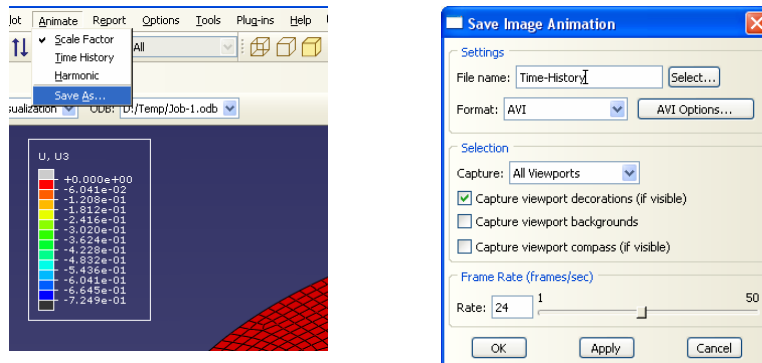 lot Animate Report Options Tools Plug-ins Help
Scale Factor
All
Time History
Harmonic
Save As...
sualization ODB: D:/Temp/Job-1.odb
U, U3
+0.000e+00
-6.041e-02
-1.208e-01
-1.812e-01
-2.416e-01
-3.020e-01
-3.624e-01
-4.228e-01
-4.832e-01
-5.436e-01
-6.041e-01
-6.645e-01
-7.249e-01
Save Image Animation
Settings
File name: Time-History Select...
Format: AVI AVI Options...
Selection
Capture: All Viewports
Capture viewport decorations (if visible)
Capture viewport backgrounds
Capture viewport compass (if visible)
Frame Rate (frames/sec)
Rate: 24 1 50
OK Apply Cancel